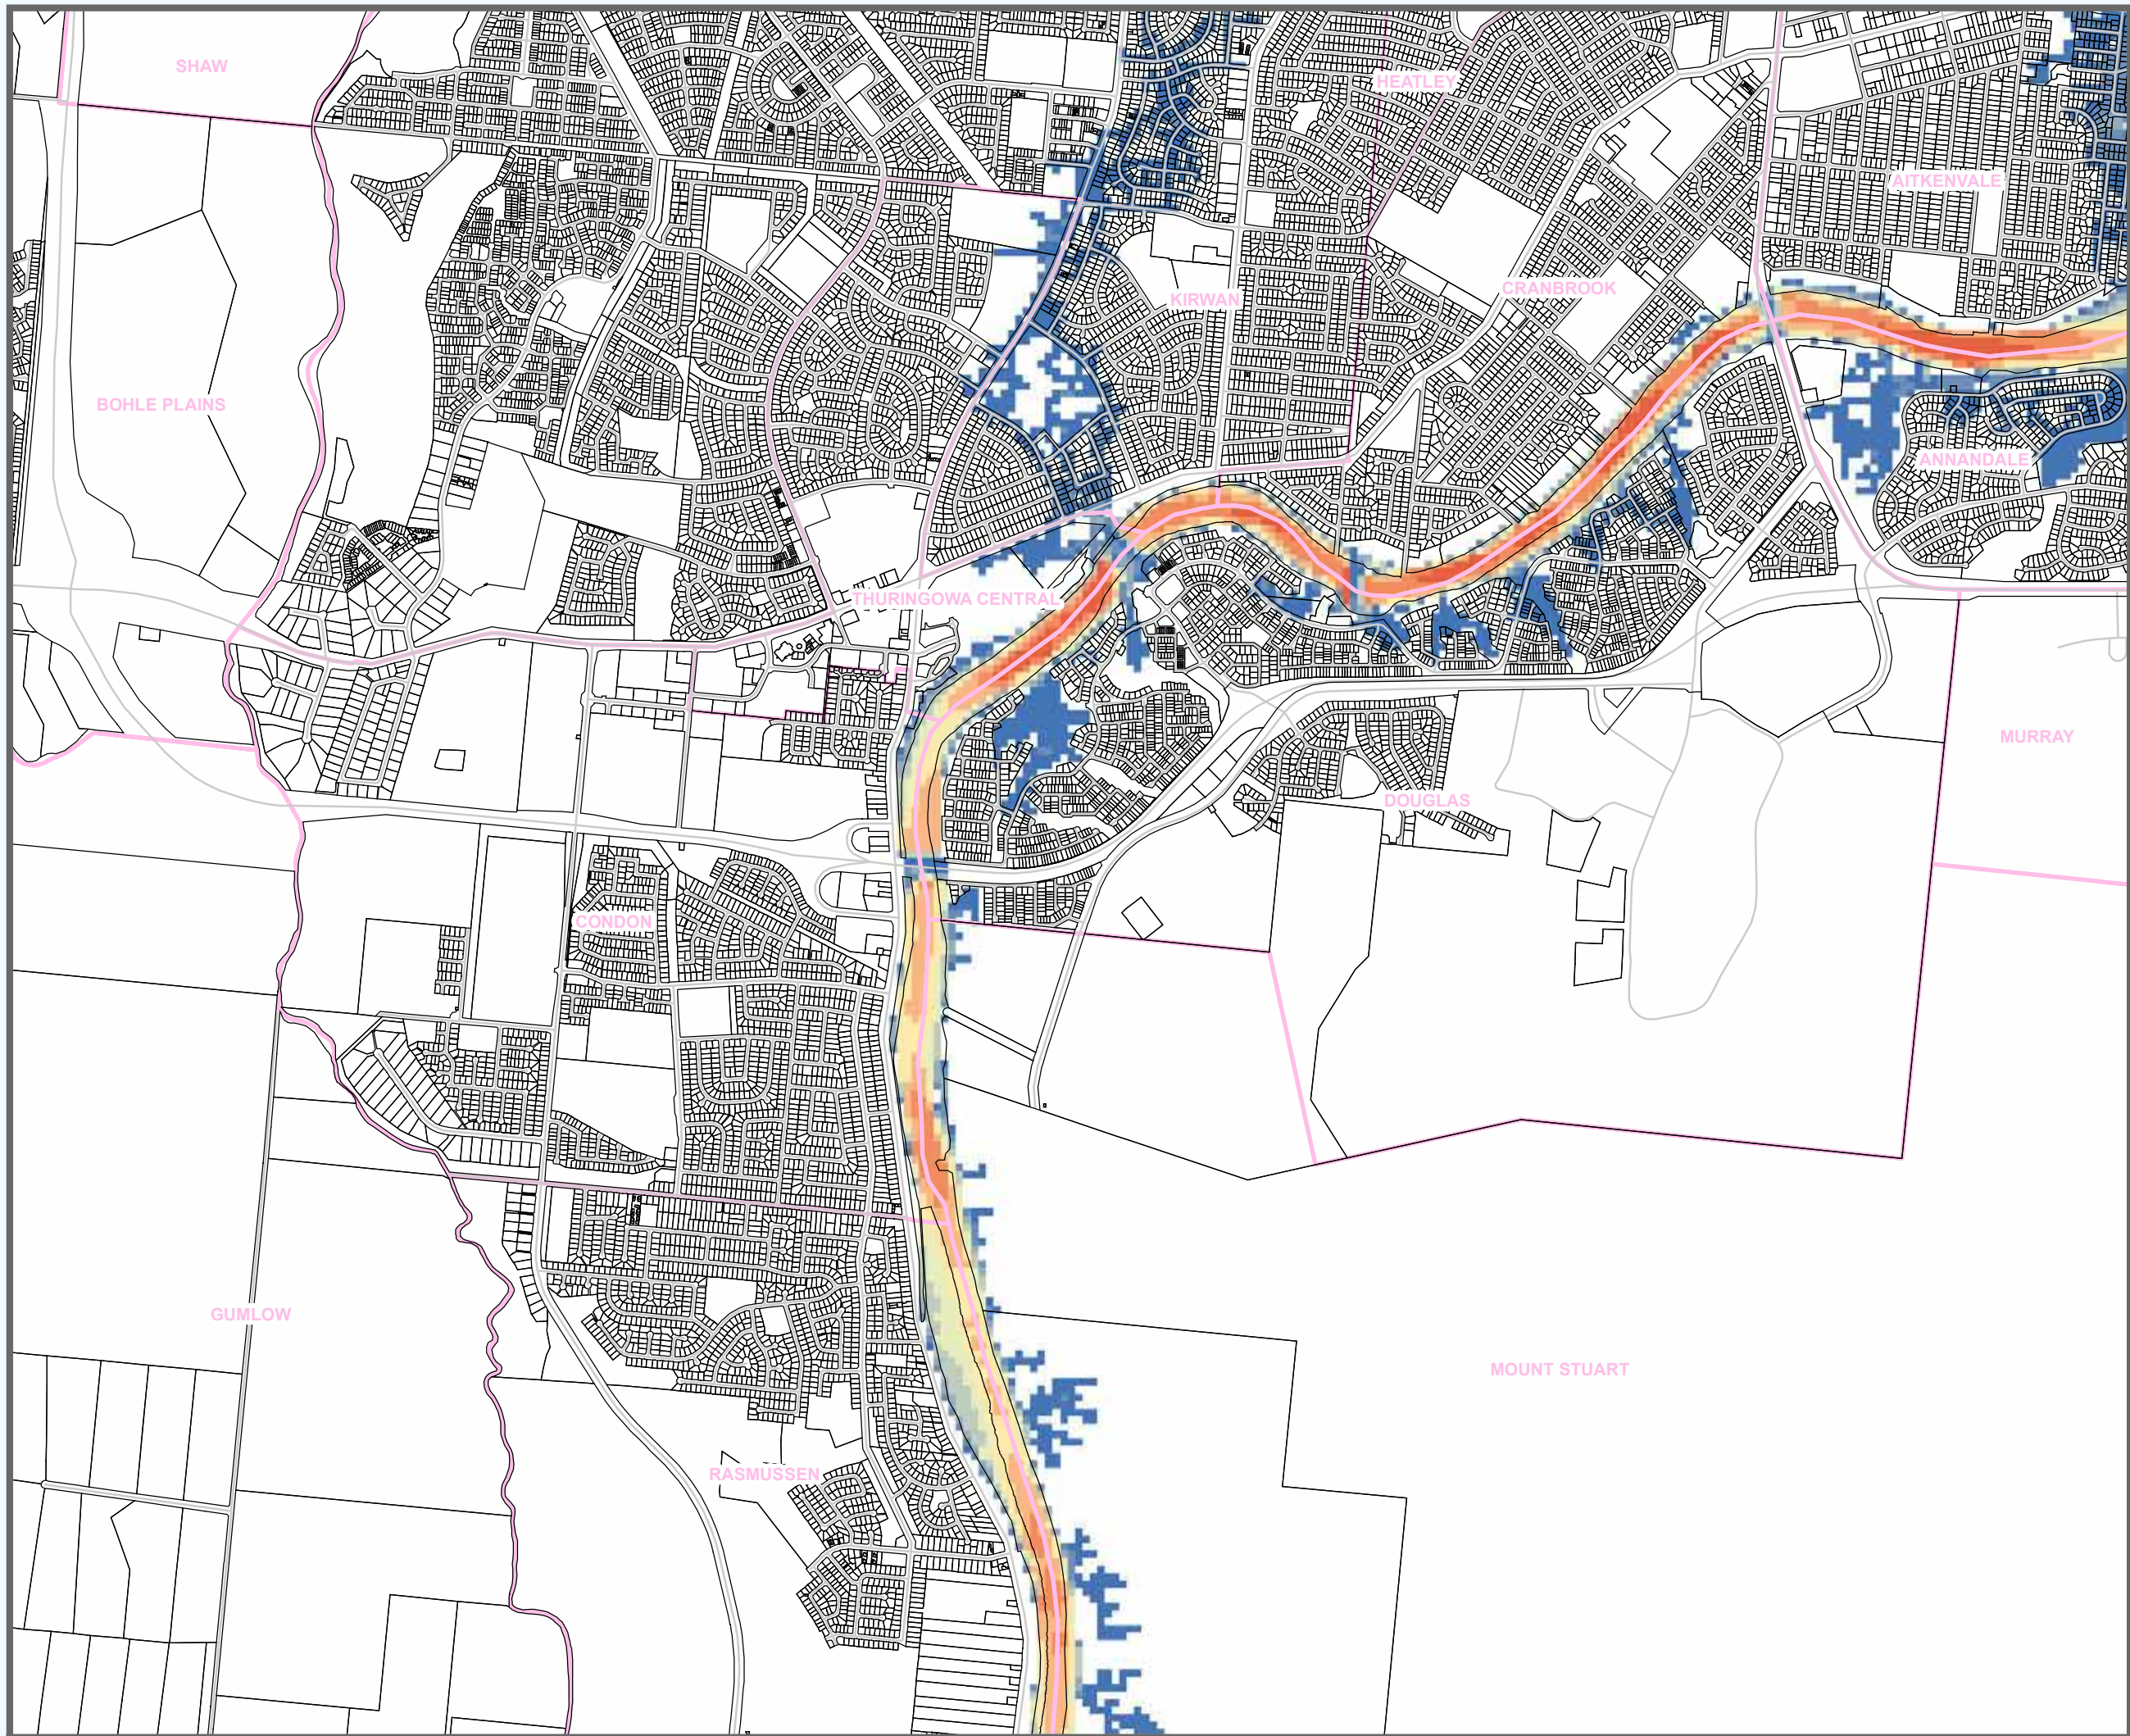 SHAW
HEATLEY
AITKENVALE
CRANBROOK
KIRWAN
BOHLE PLAINS
ANNANDALE
THURINGOWA CENTRAL
MURRAY
DOUGLAS
CONDON
GUMLOW
MOUNT STUART
RASMUSSEN